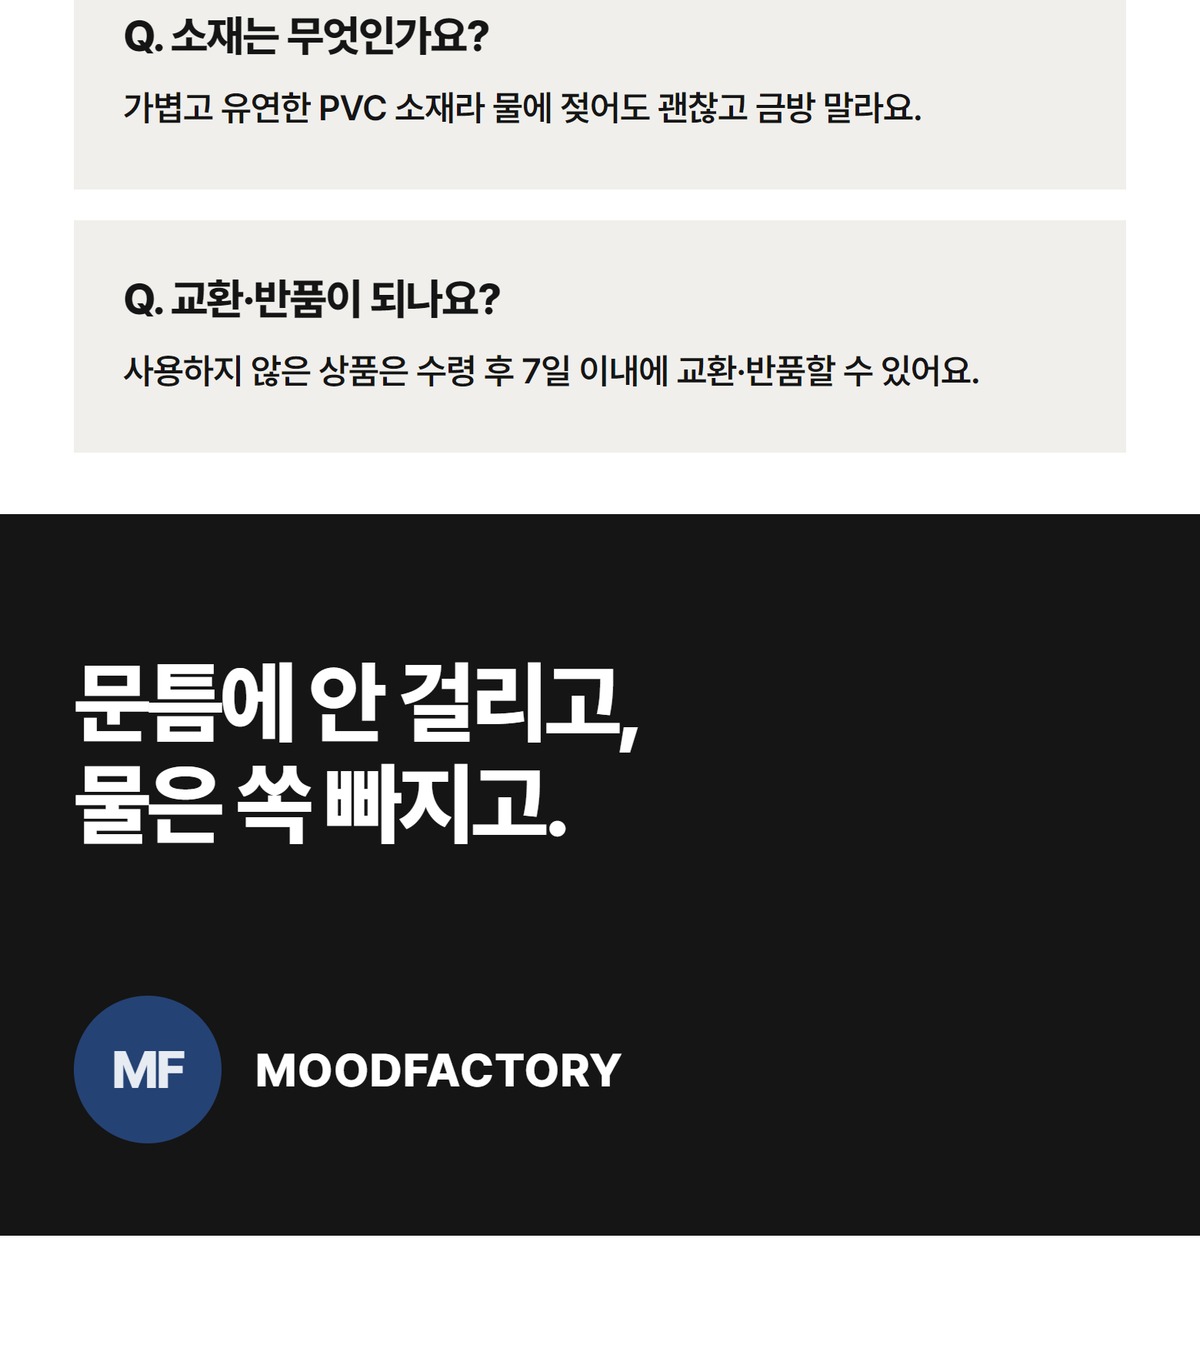 Q. 소재는 무엇인가요?
가볍고 유연한 PVC 소재라 물에 젖어도 괜찮고 금방 말라요.
Q. 교환·반품이 되나요?
사용하지 않은 상품은 수령 후 7일 이내에 교환·반품할 수 있어요.
문틈에 안 걸리고,
물은 쏙 빠지고.
MF MOODFACTORY